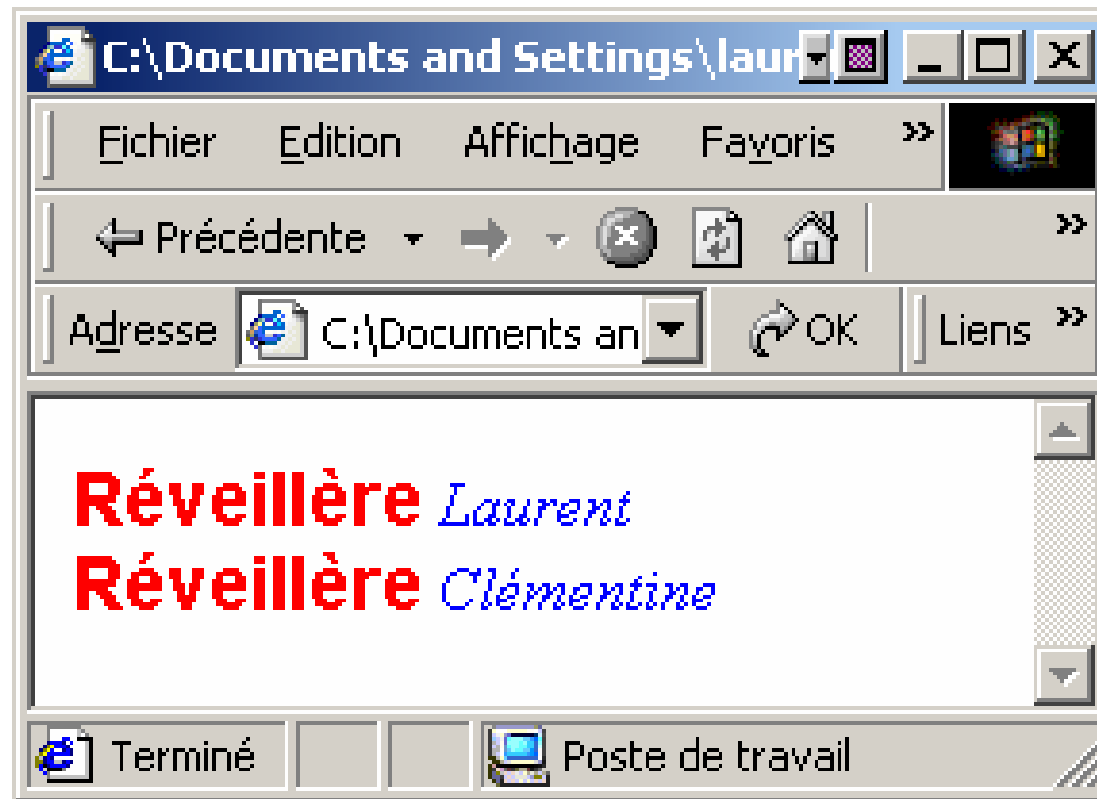 C:\Documents and Settings\laur
Fichier Edition Affichage Favoris »
Précédente »
Adresse C:\Documents an OK Liens »
Réveillère Laurent
Réveillère Clémentine
Terminé Poste de travail